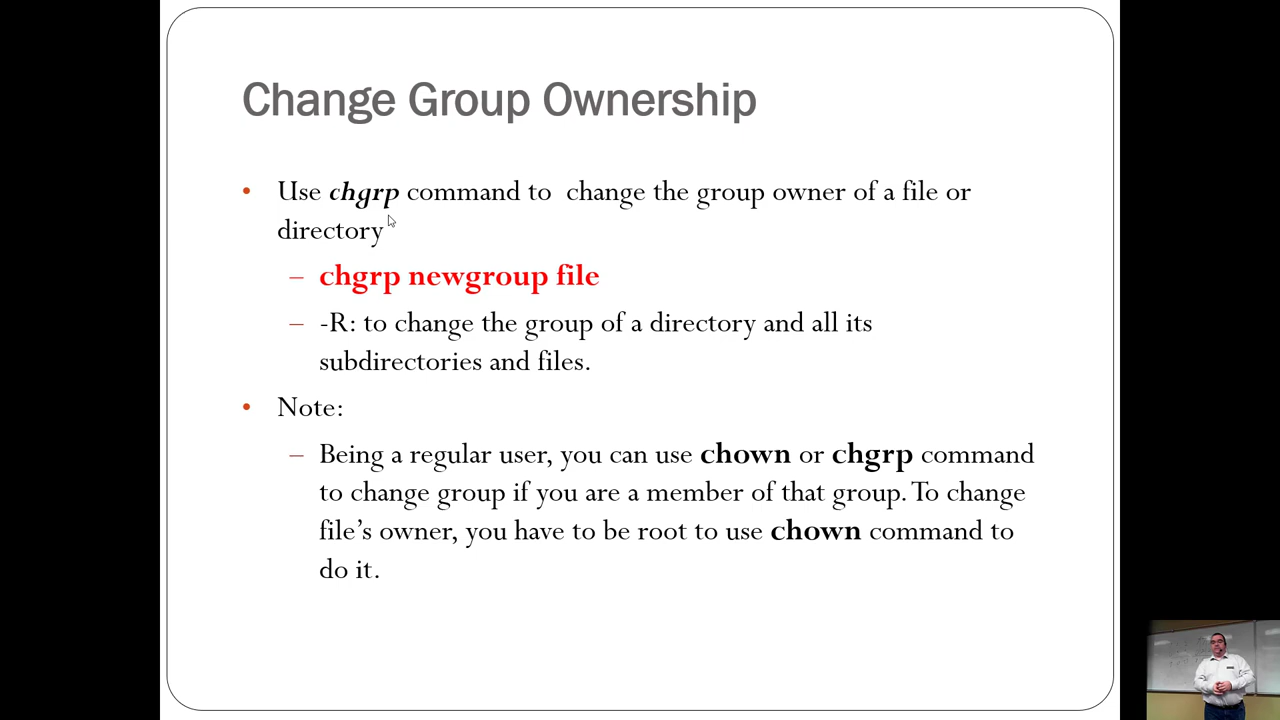 Change Group Ownership
• Use chgrp command to  change the group owner of a file or
directory
– chgrp newgroup file
– -R: to change the group of a directory and all its
subdirectories and files.
• Note:
– Being a regular user, you can use chown or chgrp command
to change group if you are a member of that group. To change
file’s owner, you have to be root to use chown command to
do it.